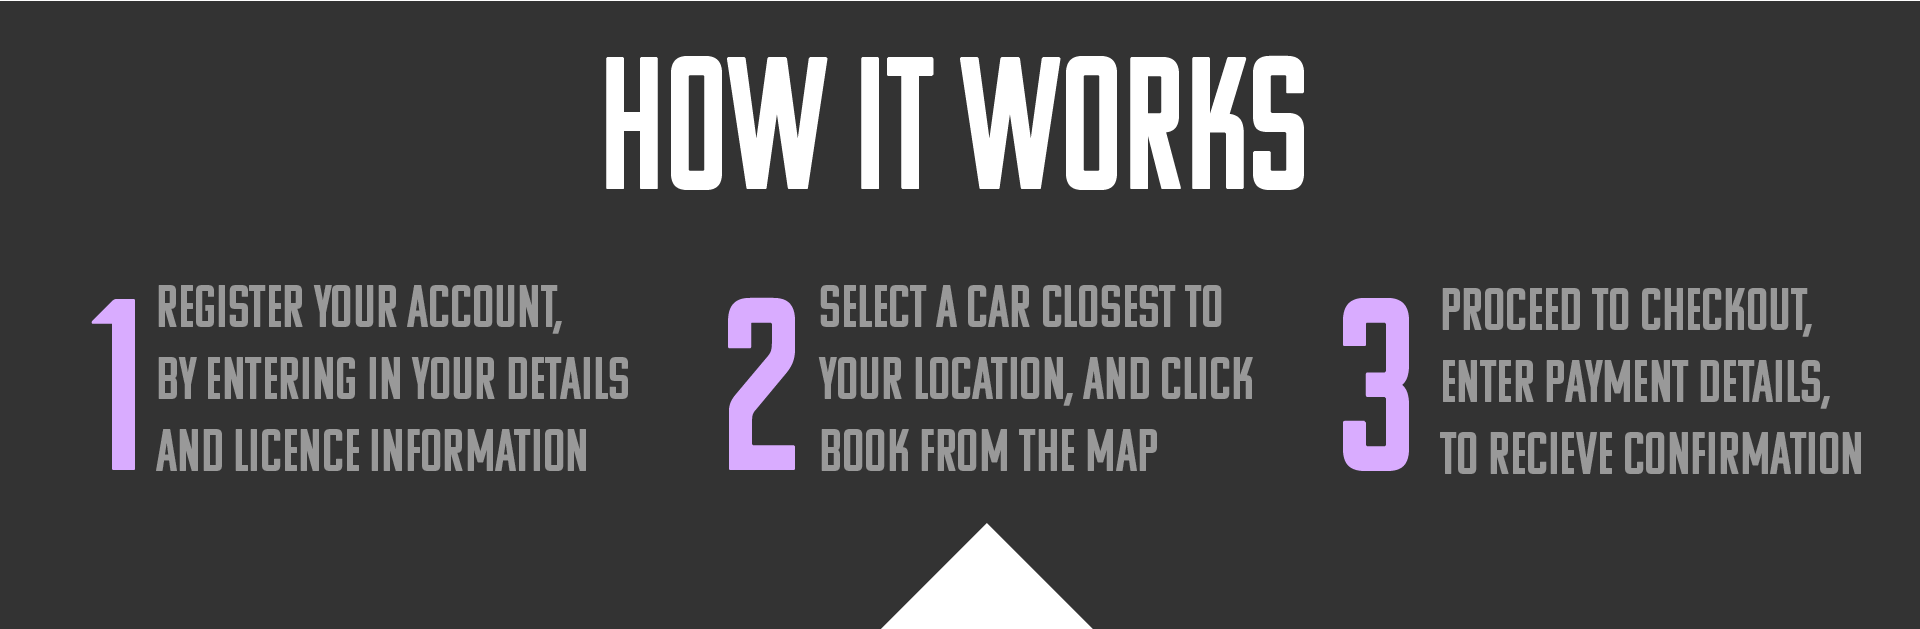 HOW IT WORKS
1
REGISTER YOUR ACCOUNT,
BY ENTERING IN YOUR DETAILS
AND LICENCE INFORMATION
2
SELECT A CAR CLOSEST TO
YOUR LOCATION, AND CLICK
BOOK FROM THE MAP
3
PROCEED TO CHECKOUT,
ENTER PAYMENT DETAILS,
TO RECIEVE CONFIRMATION